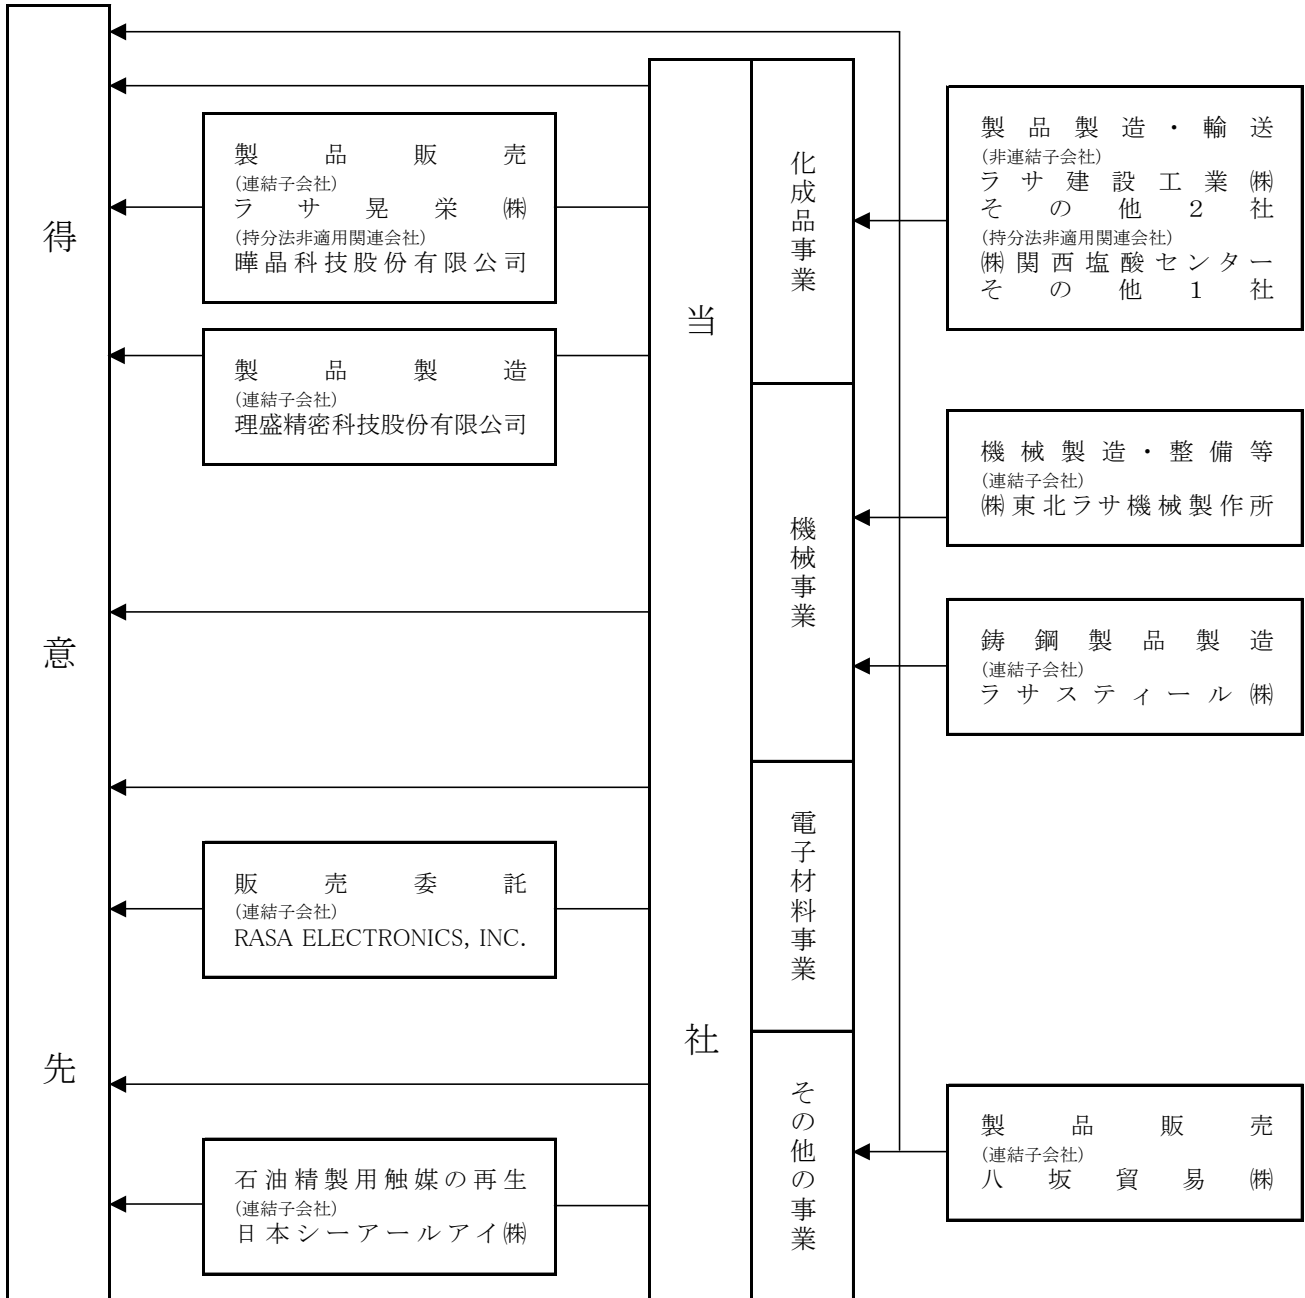 得意先
製品販売
(連結子会社)
ラサ晃栄㈱
(持分法非適用関連会社)
曄晶科技股份有限公司
製品製造
(連結子会社)
理盛精密科技股份有限公司
販売委託
(連結子会社)
RASA ELECTRONICS, INC.
石油精製用触媒の再生
(連結子会社)
日本シーアールアイ㈱
当社
化成品事業
機械事業
電子材料事業
その他の事業
製品製造・輸送
(非連結子会社)
ラサ建設工業㈱
その他2社
(持分法非適用関連会社)
㈱関西塩酸センター
その他1社
機械製造・整備等
(連結子会社)
㈱東北ラサ機械製作所
鋳鋼製品製造
(連結子会社)
ラサスティール㈱
製品販売
(連結子会社)
八坂貿易㈱